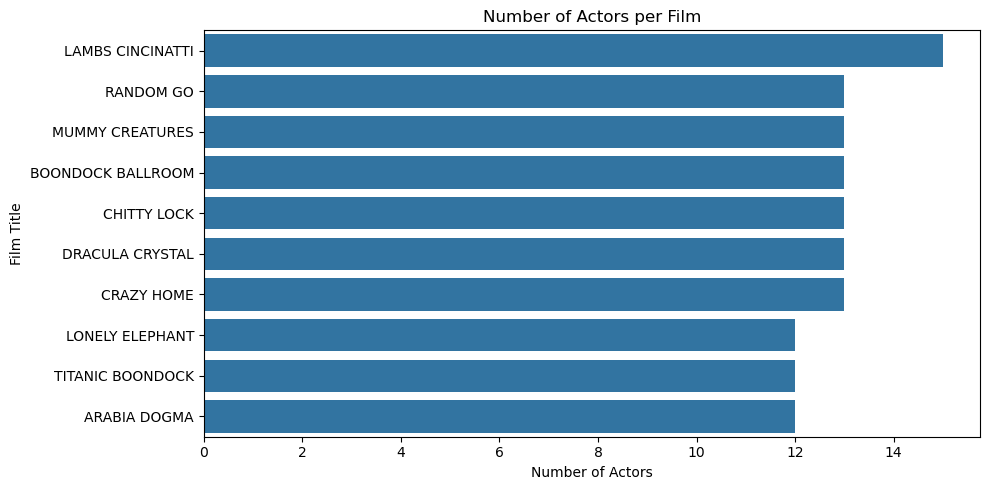 Number of Actors per Film
Film Title
LAMBS CINCINATTI
RANDOM GO
MUMMY CREATURES
BOONDOCK BALLROOM
CHITTY LOCK
DRACULA CRYSTAL
CRAZY HOME
LONELY ELEPHANT
TITANIC BOONDOCK
ARABIA DOGMA
0 2 4 6 8 10 12 14
Number of Actors